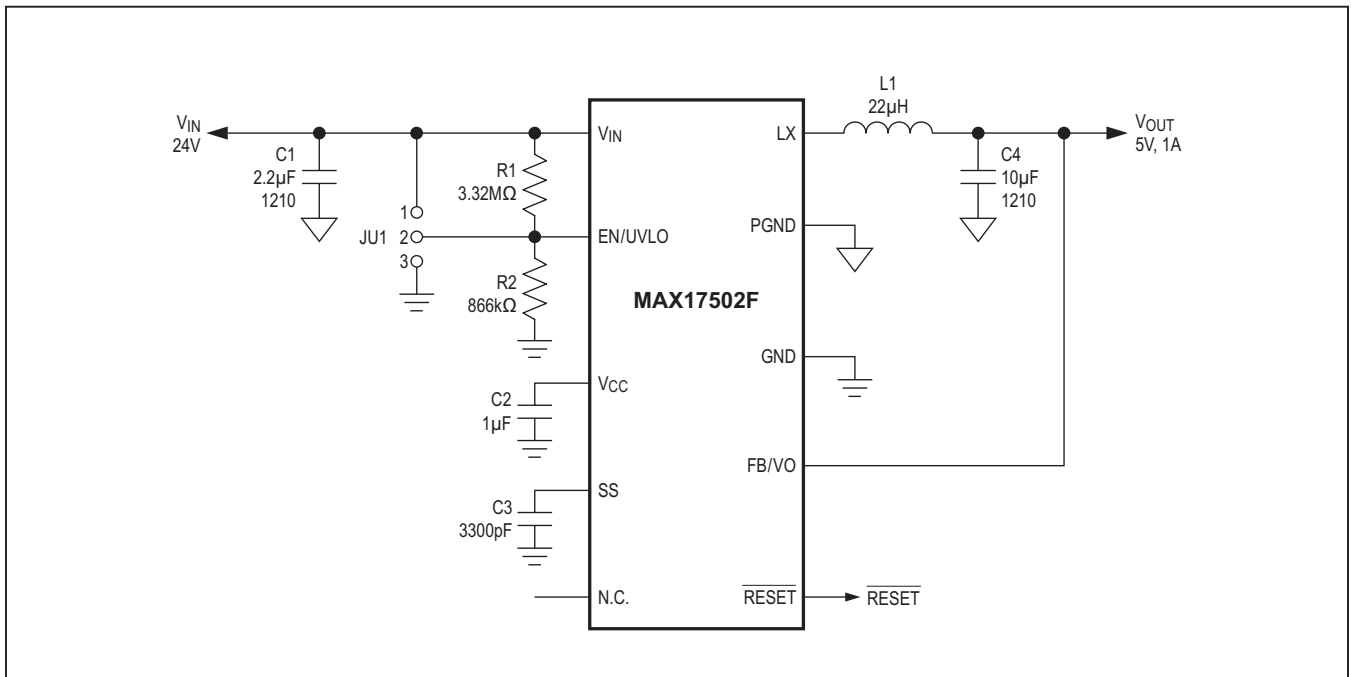 VIN
24V
C1
2.2µF
1210
JU1
1
2
3
R1
3.32MΩ
R2
866kΩ
C2
1µF
C3
3300pF
VIN
EN/UVLO
VCC
SS
N.C.
MAX17502F
LX
PGND
GND
FB/VO
RESET
RESET
L1
22µH
C4
10µF
1210
VOUT
5V, 1A